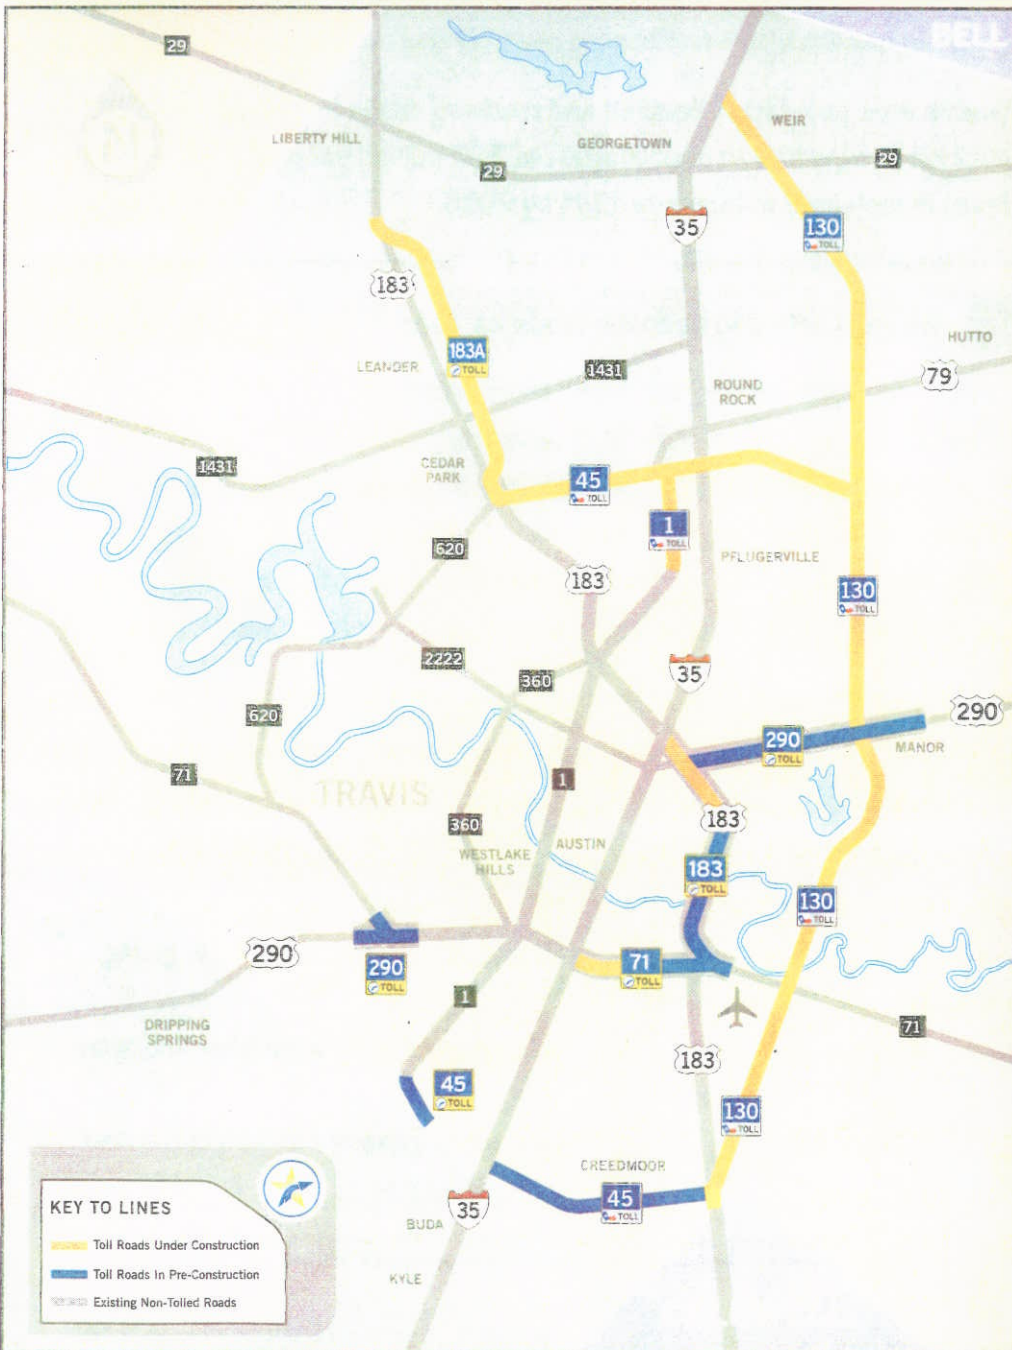 BELL
29
WEIR
LIBERTY HILL
GEORGETOWN
29
29
35
130
TOLL
183
HUTTO
183A
TOLL
LEANDER
1431
79
ROUND
ROCK
1431
CEDAR
PARK
45
TOLL
1
TOLL
620
PFLUGERVILLE
183
130
TOLL
2222
360
35
620
290
290
TOLL
MANOR
71
1
TRAVIS
183
360
AUSTIN
WESTLAKE
HILLS
183
TOLL
130
TOLL
290
290
TOLL
71
TOLL
1
DRIPPING
SPRINGS
71
183
45
TOLL
130
TOLL
CREEDMOOR
45
TOLL
35
BUDA
KYLE
KEY TO LINES
Toll Roads Under Construction
Toll Roads In Pre-Construction
Existing Non-Tolled Roads